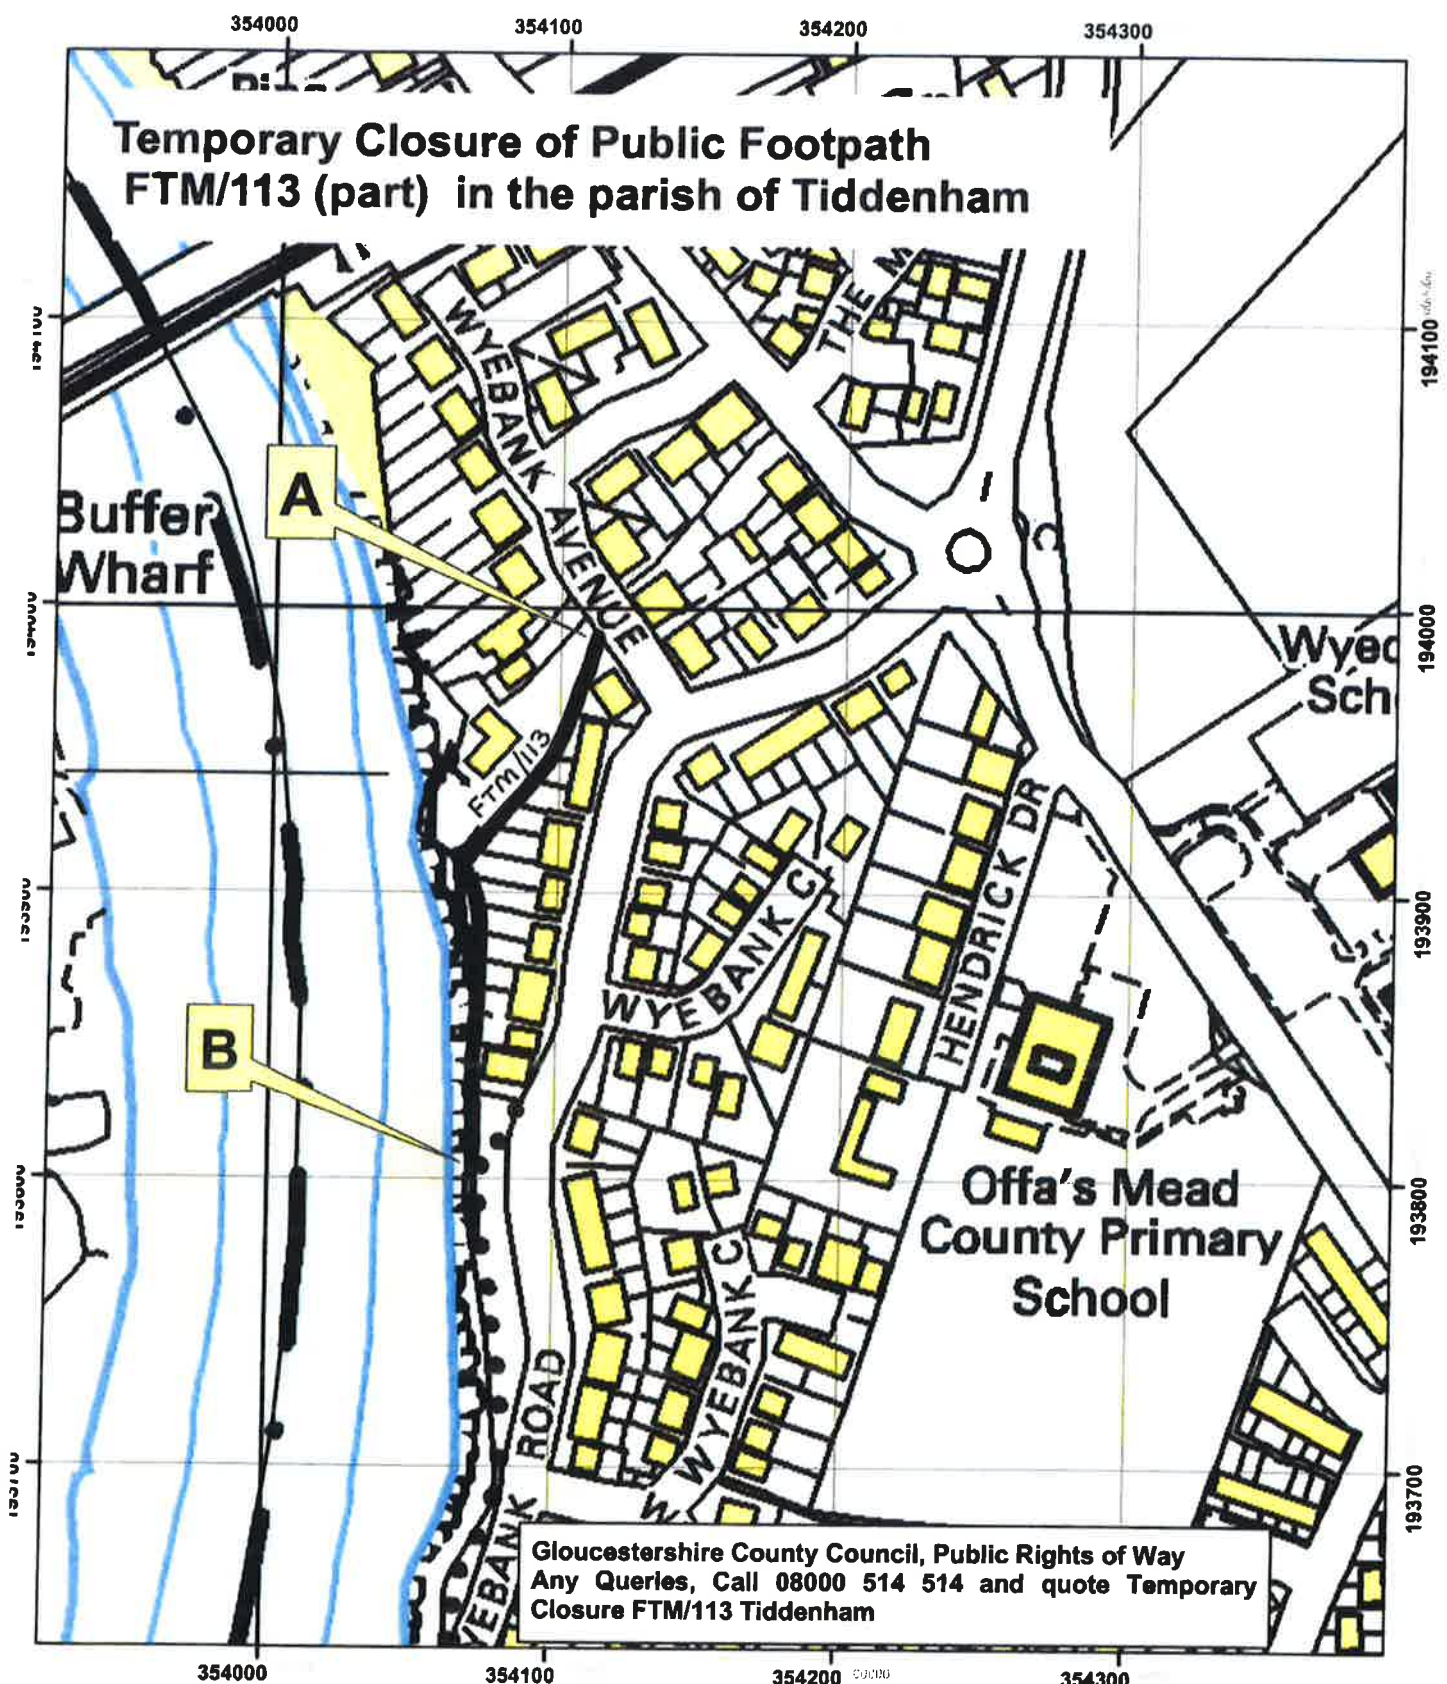 354000
354100
354200
354300
Temporary Closure of Public Footpath
FTM/113 (part) in the parish of Tiddenham
THE
WYEBANK
AVENUE
194100
A
Buffer
Wharf
194000
Wyed
Sch
FTM/113
HENDRICK DR
193900
WYEBANK C
B
Offa's Mead
County Primary
School
193800
WYEBANK C
ROAD
193700
YEBANK
Gloucestershire County Council, Public Rights of Way
Any Queries, Call 08000 514 514 and quote Temporary
Closure FTM/113 Tiddenham
354000
354100
354200
354300